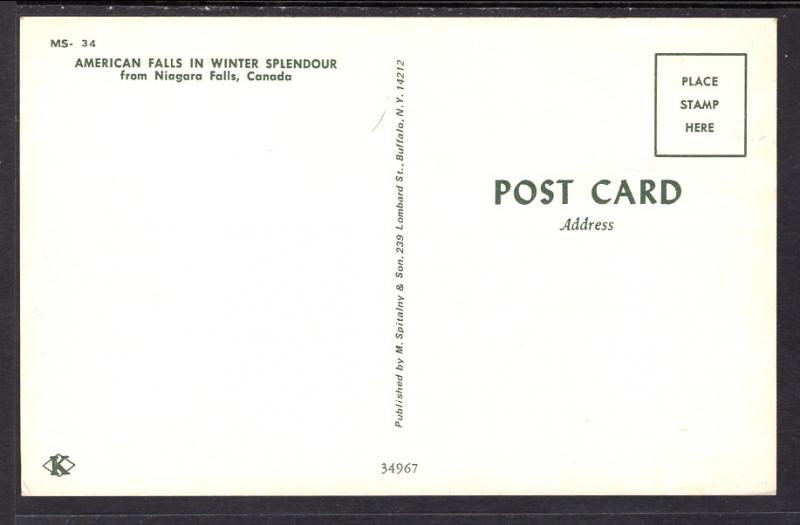 MS- 34
AMERICAN FALLS IN WINTER SPLENDOUR
from Niagara Falls, Canada
Published by M. Spitalny & Son, 239 Lombard St., Buffalo, N.Y. 14212
PLACE
STAMP
HERE
POST CARD
Address
K
34967